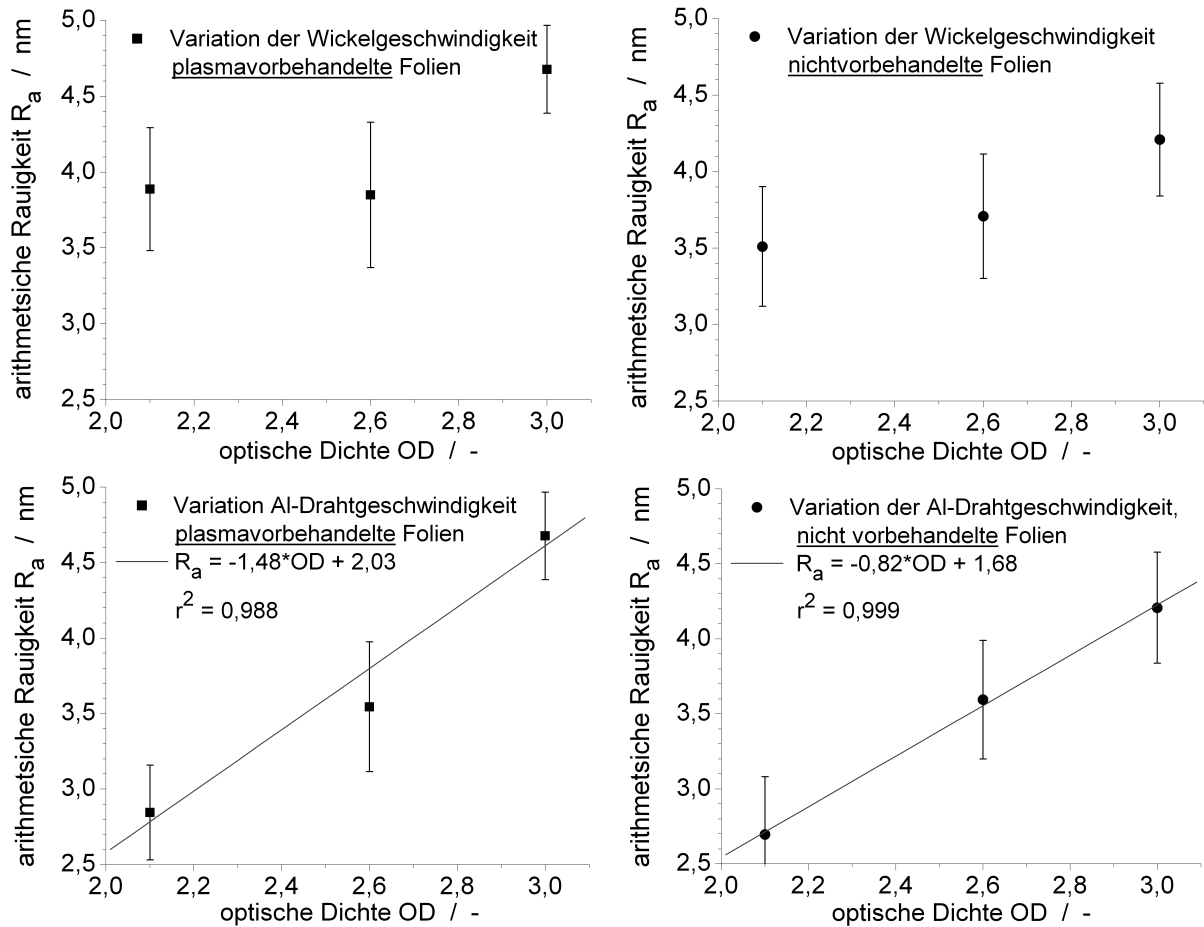 arithmetsiche Rauigkeit R_a / nm
5,0
4,5
4,0
3,5
3,0
2,5
Variation der Wickelgeschwindigkeit
plasmavorbehandelte Folien
2,0 2,2 2,4 2,6 2,8 3,0
optische Dichte OD / -
arithmetsiche Rauigkeit R_a / nm
5,0
4,5
4,0
3,5
3,0
2,5
Variation der Wickelgeschwindigkeit
nichtvorbehandelte Folien
2,0 2,2 2,4 2,6 2,8 3,0
optische Dichte OD / -
arithmetsiche Rauigkeit R_a / nm
5,0
4,5
4,0
3,5
3,0
2,5
Variation Al-Drahtgeschwindigkeit
plasmavorbehandelte Folien
R_a = -1,48*OD + 2,03
r² = 0,988
2,0 2,2 2,4 2,6 2,8 3,0
optische Dichte OD / -
arithmetsiche Rauigkeit R_a / nm
5,0
4,5
4,0
3,5
3,0
2,5
Variation der Al-Drahtgeschwindigkeit,
nicht vorbehandelte Folien
R_a = -0,82*OD + 1,68
r² = 0,999
2,0 2,2 2,4 2,6 2,8 3,0
optische Dichte OD / -